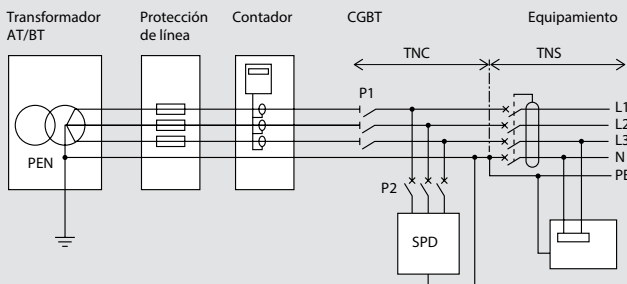 Transformador
AT/BT
Protección
de línea
Contador
CGBT
Equipamiento
TNC
TNS
P1
L1
L2
L3
N
PE
PEN
P2
SPD